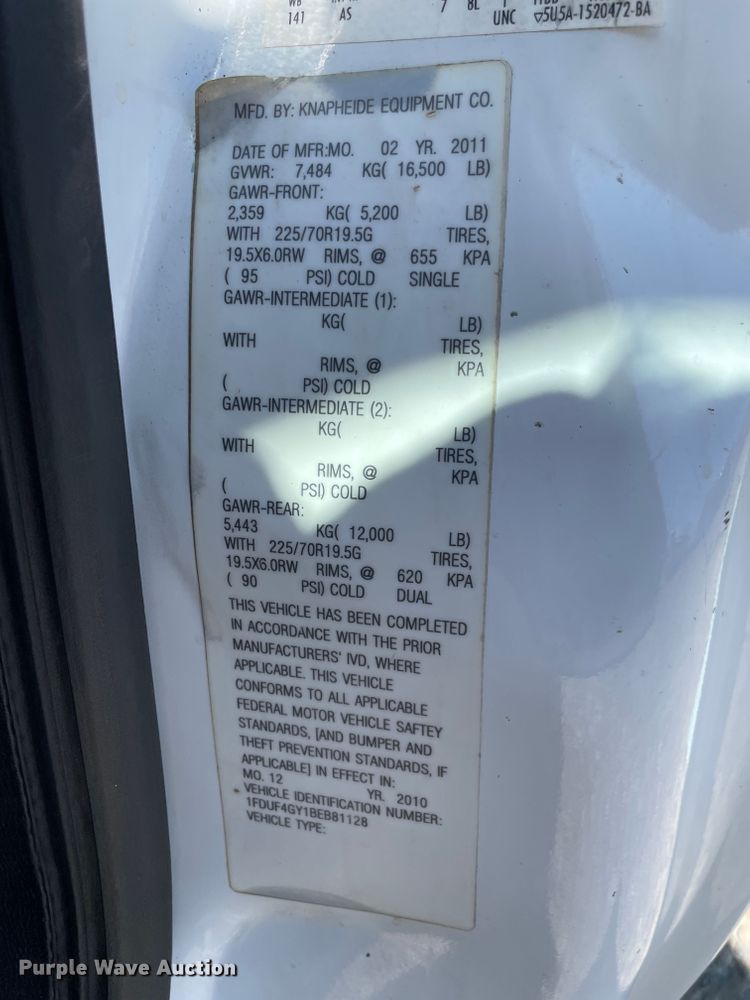 141 AS 7 8L UNC ▽5U5A-1520472-BA
MFD. BY: KNAPHEIDE EQUIPMENT CO.
DATE OF MFR:MO. 02 YR. 2011
GVWR: 7,484 KG( 16,500 LB)
GAWR-FRONT:
2,359 KG( 5,200 LB)
WITH 225/70R19.5G TIRES,
19.5X6.0RW RIMS, @ 655 KPA
( 95 PSI) COLD SINGLE
GAWR-INTERMEDIATE (1):
KG( LB)
WITH TIRES,
RIMS, @ KPA
( PSI) COLD
GAWR-INTERMEDIATE (2):
KG( LB)
WITH TIRES,
RIMS, @ KPA
( PSI) COLD
GAWR-REAR:
5,443 KG( 12,000 LB)
WITH 225/70R19.5G TIRES,
19.5X6.0RW RIMS, @ 620 KPA
( 90 PSI) COLD DUAL
THIS VEHICLE HAS BEEN COMPLETED
IN ACCORDANCE WITH THE PRIOR
MANUFACTURERS' IVD, WHERE
APPLICABLE. THIS VEHICLE
CONFORMS TO ALL APPLICABLE
FEDERAL MOTOR VEHICLE SAFTEY
STANDARDS, [AND BUMPER AND
THEFT PREVENTION STANDARDS, IF
APPLICABLE] IN EFFECT IN:
MO. 12 YR. 2010
VEHICLE IDENTIFICATION NUMBER:
1FDUF4GY1BEB81128
VEHICLE TYPE:
Purple Wave Auction